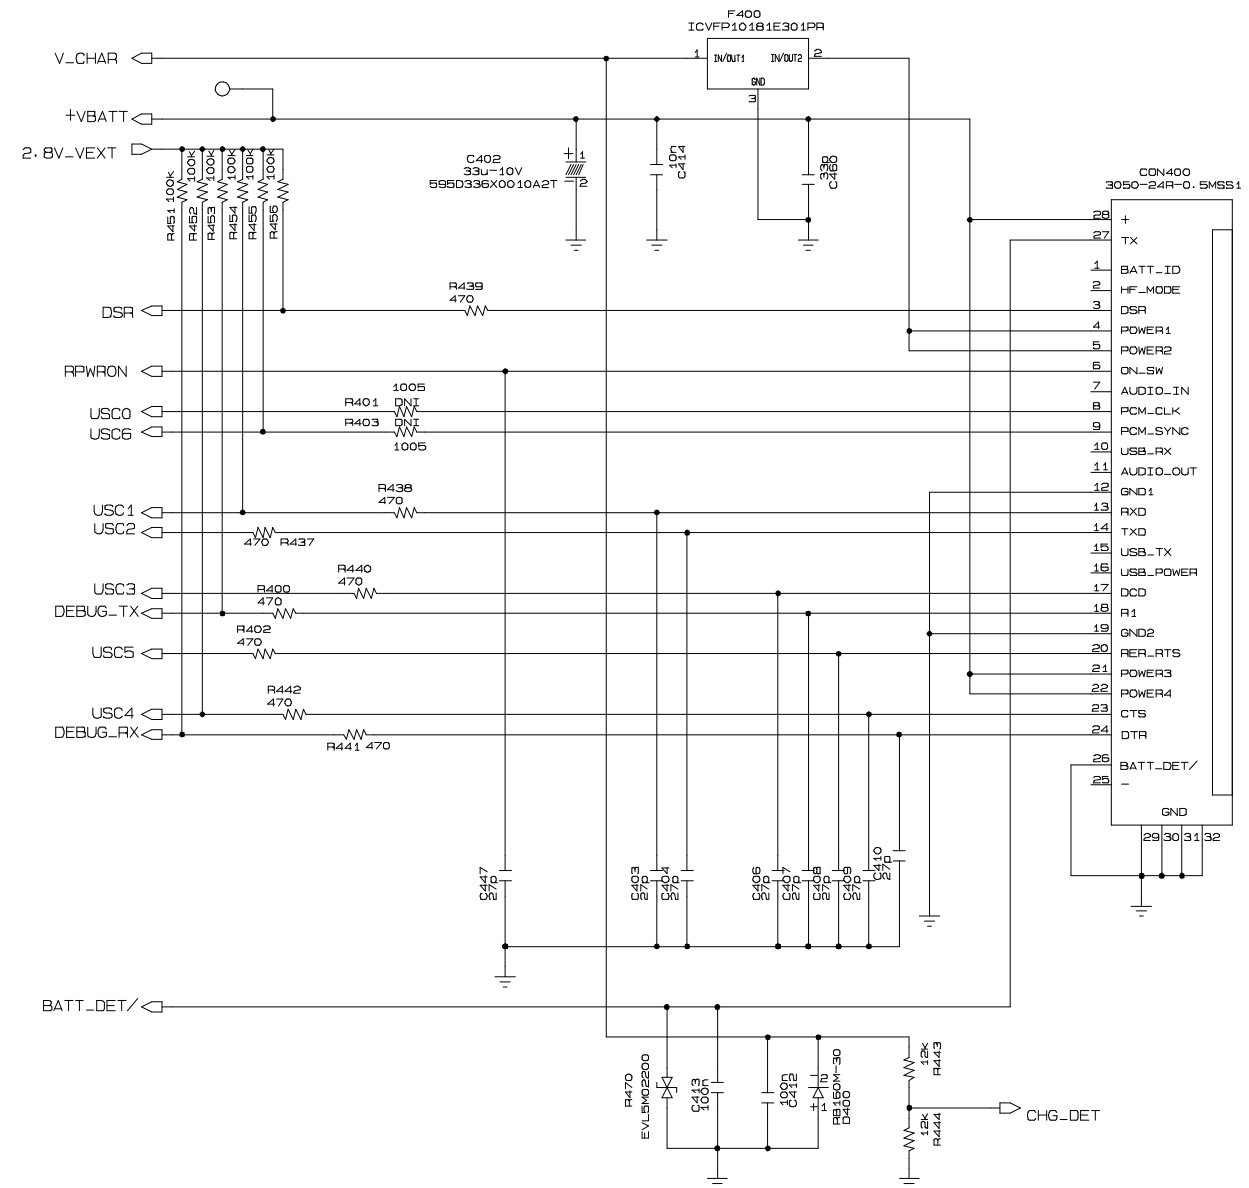 F400
ICVFP10181E301PR
V_CHAR
1 IN/OUT1 IN/OUT2 2
GND
3
+VBATT
2.8V_VEXT
100k 100k 100k 100k 100k 100k
R451 R452 R453 R454 R455 R456
C402
33u-10V
595D336X0010A2T
+ 1
- 2
10n
C414
33p
C460
CON400
3050-24R-0.5MSS1
28 +
27 TX
1 BATT_ID
2 HF_MODE
R439
470
DSR
3 DSR
4 POWER1
5 POWER2
RPWRON
6 ON_SW
7 AUDIO_IN
1005
R401 DNI
USC0
8 PCM_CLK
R403 DNI
USC6
9 PCM_SYNC
1005
10 USB_RX
11 AUDIO_OUT
12 GND1
R438
470
USC1
13 RXD
USC2
14 TXD
470 R437
15 USB_TX
16 USB_POWER
R440
470
USC3
17 DCD
R400
470
DEBUG_TX
18 R1
R402
470
19 GND2
USC5
20 RER_RTS
21 POWER3
22 POWER4
R442
470
USC4
23 CTS
DEBUG_RX
24 DTR
R441 470
26 BATT_DET/
25 -
GND
29 30 31 32
C447
27p
C403
27p
C404
27p
C406
27p
C407
27p
C408
27p
C409
27p
C410
27p
BATT_DET/
R470
EVL5M02200
C413
100n
100n
C412
2
+ 1
RB160M-30
D400
12k
R443
12k
R444
CHG_DET